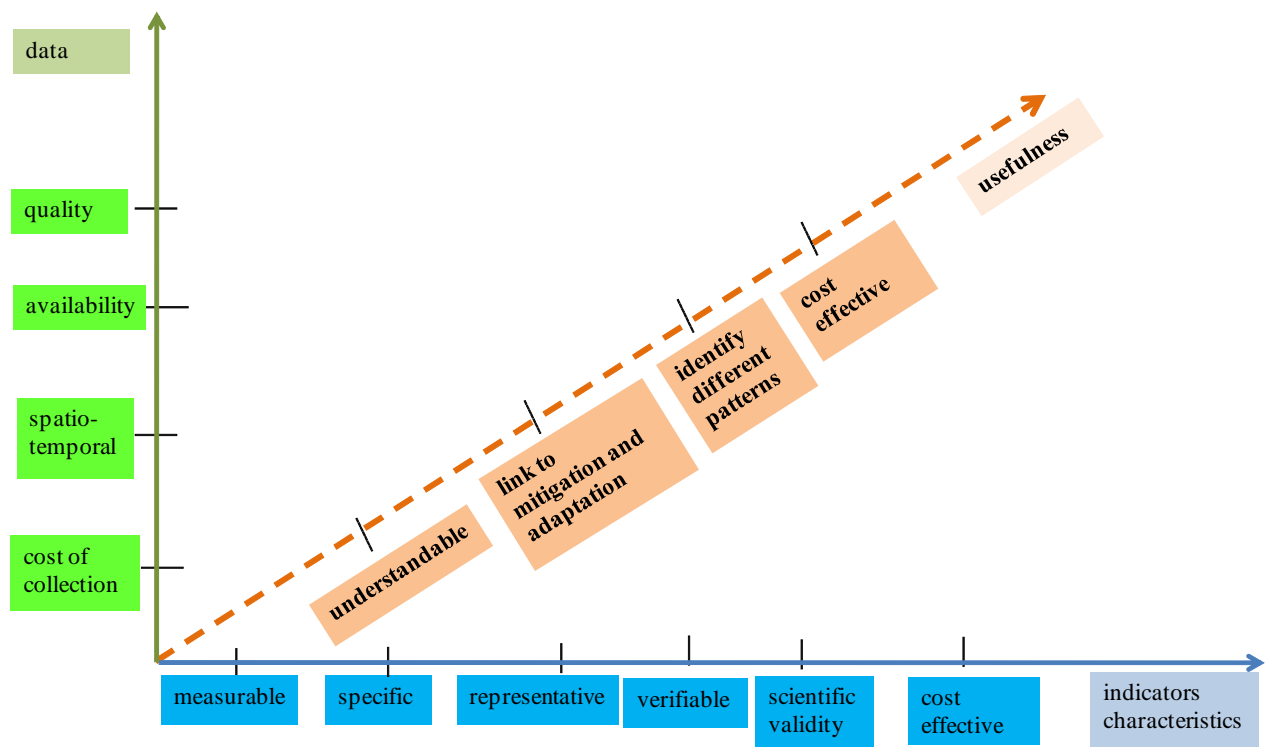 data
quality
availability
spatio-
temporal
cost of
collection
usefulness
cost
effective
identify
different
patterns
link to
mitigation and
adaptation
understandable
measurable
specific
representative
verifiable
scientific
validity
cost
effective
indicators
characteristics